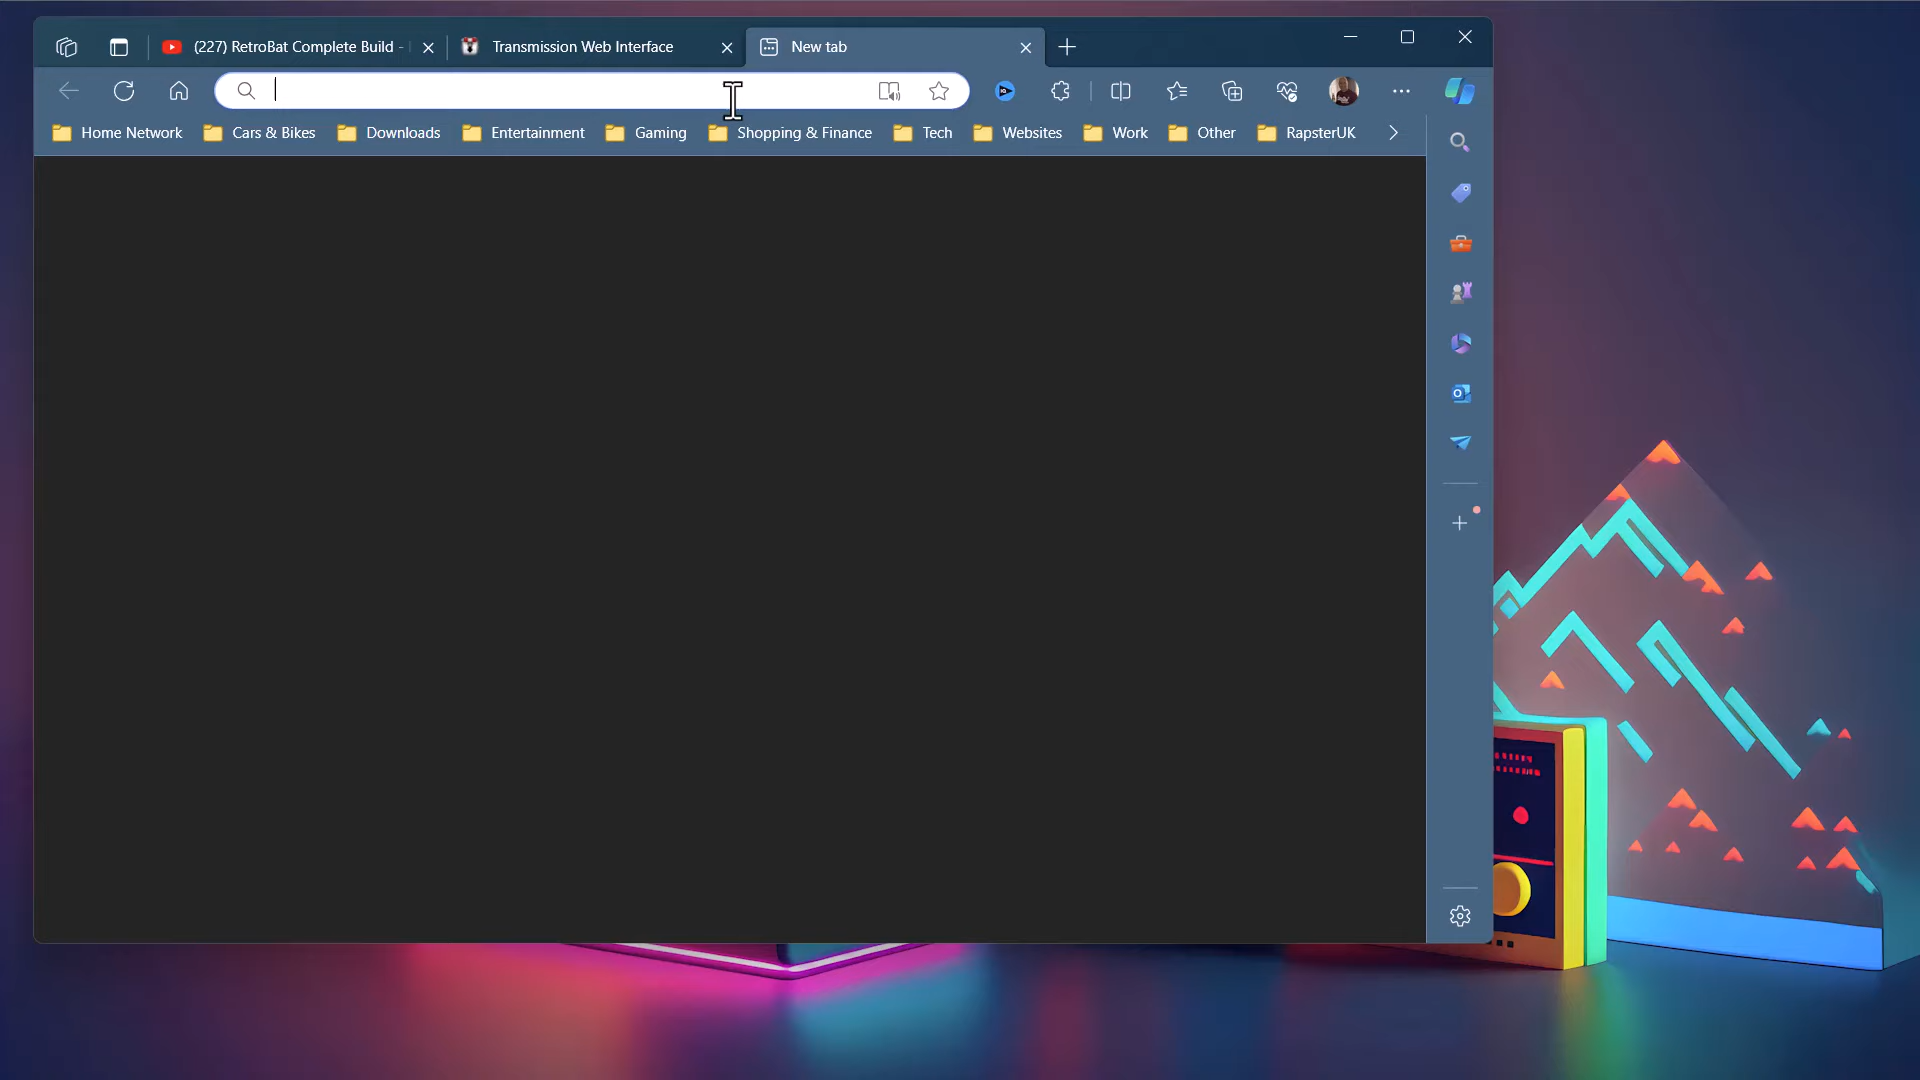 (227) RetroBat Complete Build -
Transmission Web Interface
New tab
Home Network
Cars & Bikes
Downloads
Entertainment
Gaming
Shopping & Finance
Tech
Websites
Work
Other
RapsterUK